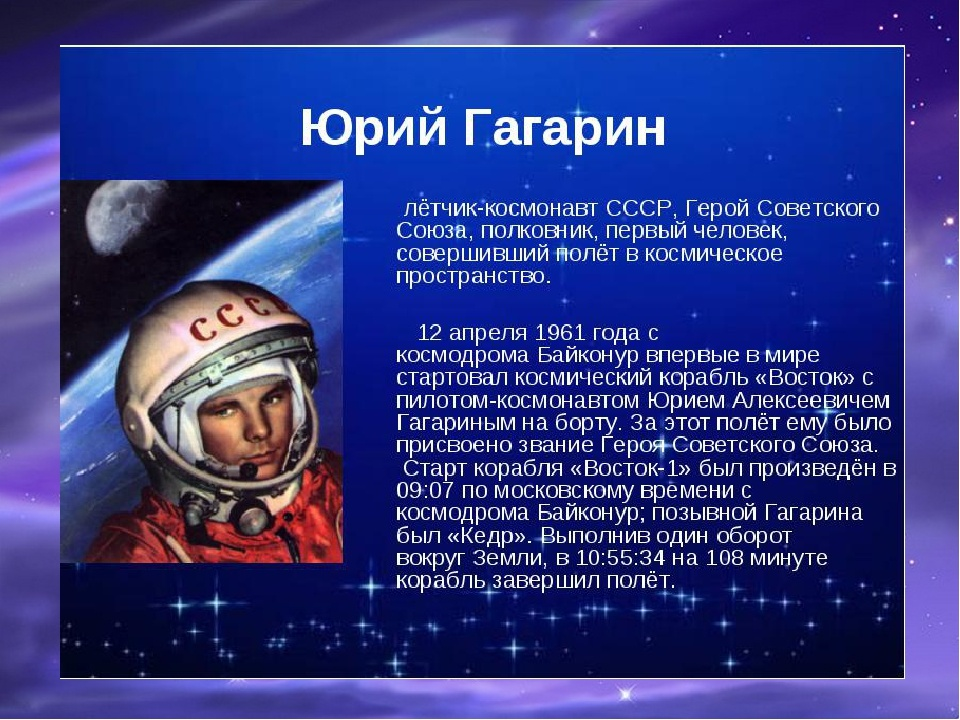 Юрий Гагарин
СССР
лётчик-космонавт СССР, Герой Советского
Союза, полковник, первый человек,
совершивший полёт в космическое
пространство.
12 апреля 1961 года с
космодрома Байконур впервые в мире
стартовал космический корабль «Восток» с
пилотом-космонавтом Юрием Алексеевичем
Гагариным на борту. За этот полёт ему было
присвоено звание Героя Советского Союза.
Старт корабля «Восток-1» был произведён в
09:07 по московскому времени с
космодрома Байконур; позывной Гагарина
был «Кедр». Выполнив один оборот
вокруг Земли, в 10:55:34 на 108 минуте
корабль завершил полёт.